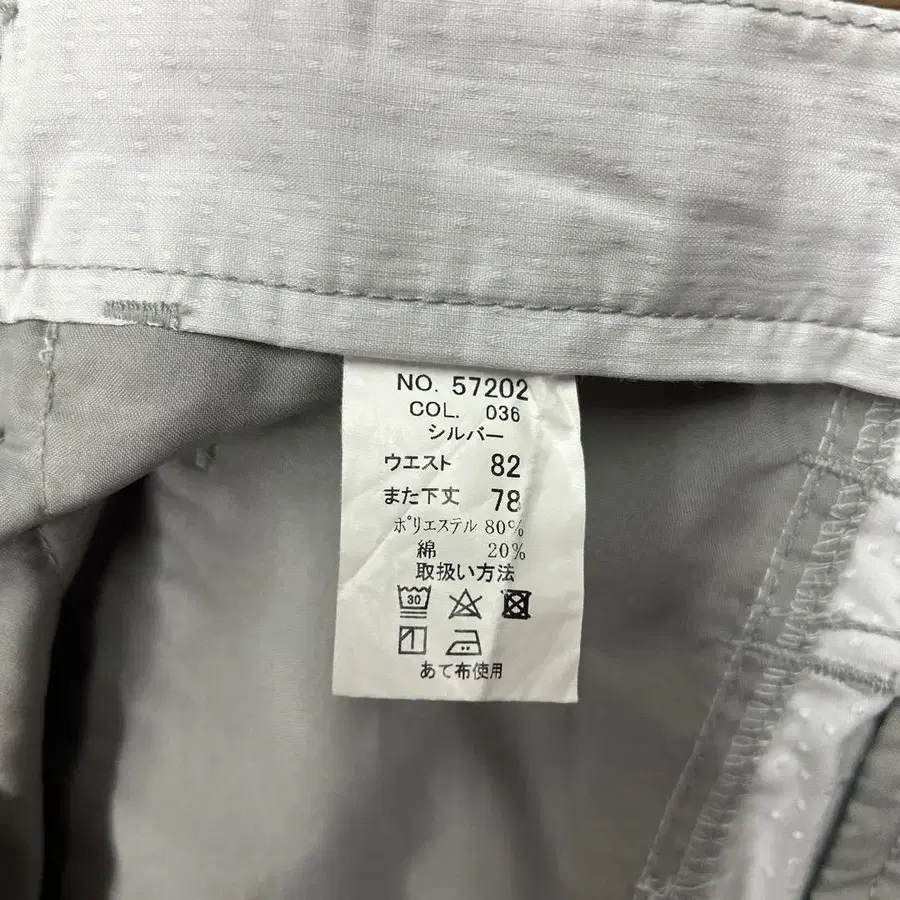 NO. 57202
COL. 036
シルバー
ウエスト 82
また下丈 78
ポリエステル 80%
綿 20%
取扱い方法
30
あて布使用